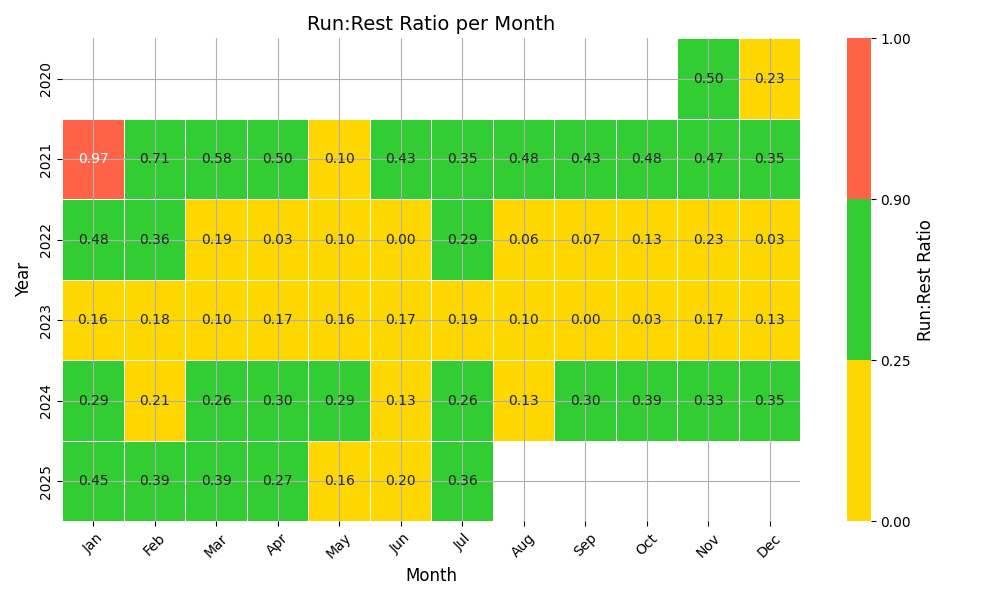 Run:Rest Ratio per Month
1.00
2020 0.50 0.23
2021 0.97 0.71 0.58 0.50 0.10 0.43 0.35 0.48 0.43 0.48 0.47 0.35
0.90
2022 0.48 0.36 0.19 0.03 0.10 0.00 0.29 0.06 0.07 0.13 0.23 0.03
Year
Run:Rest Ratio
2023 0.16 0.18 0.10 0.17 0.16 0.17 0.19 0.10 0.00 0.03 0.17 0.13
0.25
2024 0.29 0.21 0.26 0.30 0.29 0.13 0.26 0.13 0.30 0.39 0.33 0.35
2025 0.45 0.39 0.39 0.27 0.16 0.20 0.36
0.00
Jan Feb Mar Apr May Jun Jul Aug Sep Oct Nov Dec
Month